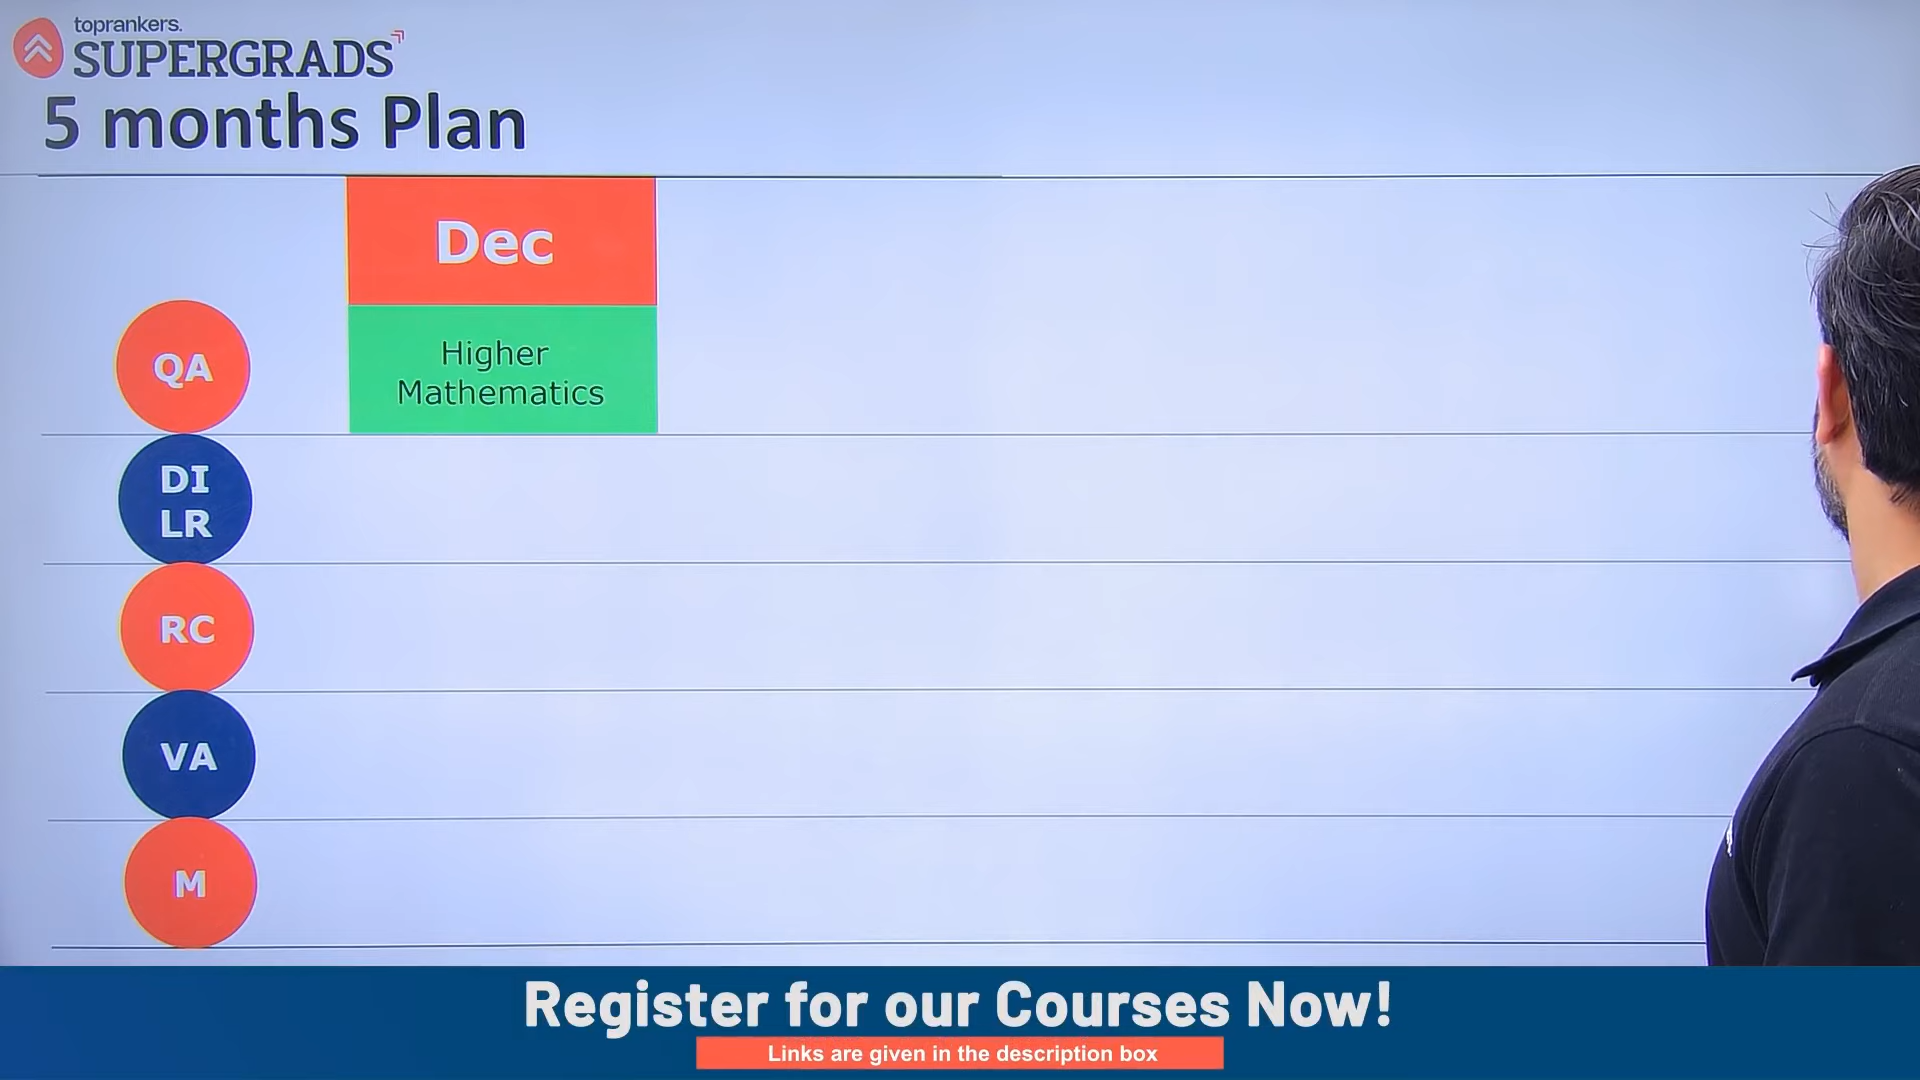 toprankers.
SUPERGRADS
5 months Plan
Dec
QA
Higher
Mathematics
DI
LR
RC
VA
M
Register for our Courses Now!
Links are given in the description box